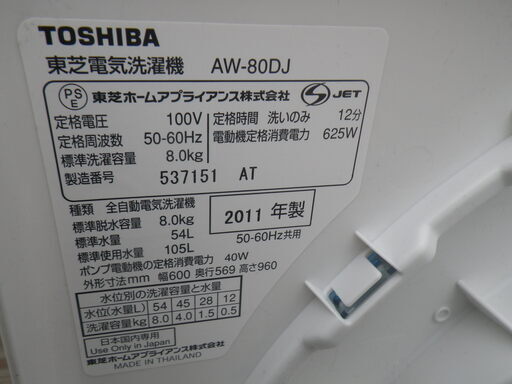 TOSHIBA
東芝電気洗濯機 AW-80DJ
PS
E
東芝ホームアプライアンス株式会社
S JET
定格電圧 100V 定格時間 洗いのみ 12分
定格周波数 50-60Hz 電動機定格消費電力
標準洗濯容量 8.0kg 625W
製造番号 537151 AT
種類 全自動電気洗濯機
標準脱水容量 8.0kg 2011 年製
標準水量 54L
標準使用水量 105L 50-60Hz共用
ポンプ電動機の定格消費電力 40W
外形寸法mm 幅600 奥行569 高さ960
水位別の洗濯容量と水量
水位(水量L) 54 45 28 12
洗濯容量kg 8.0 4.0 1.5 0.5
日本国内専用
Use Only in Japan
東芝ホームアプライアンス株式会社
MADE IN THAILAND